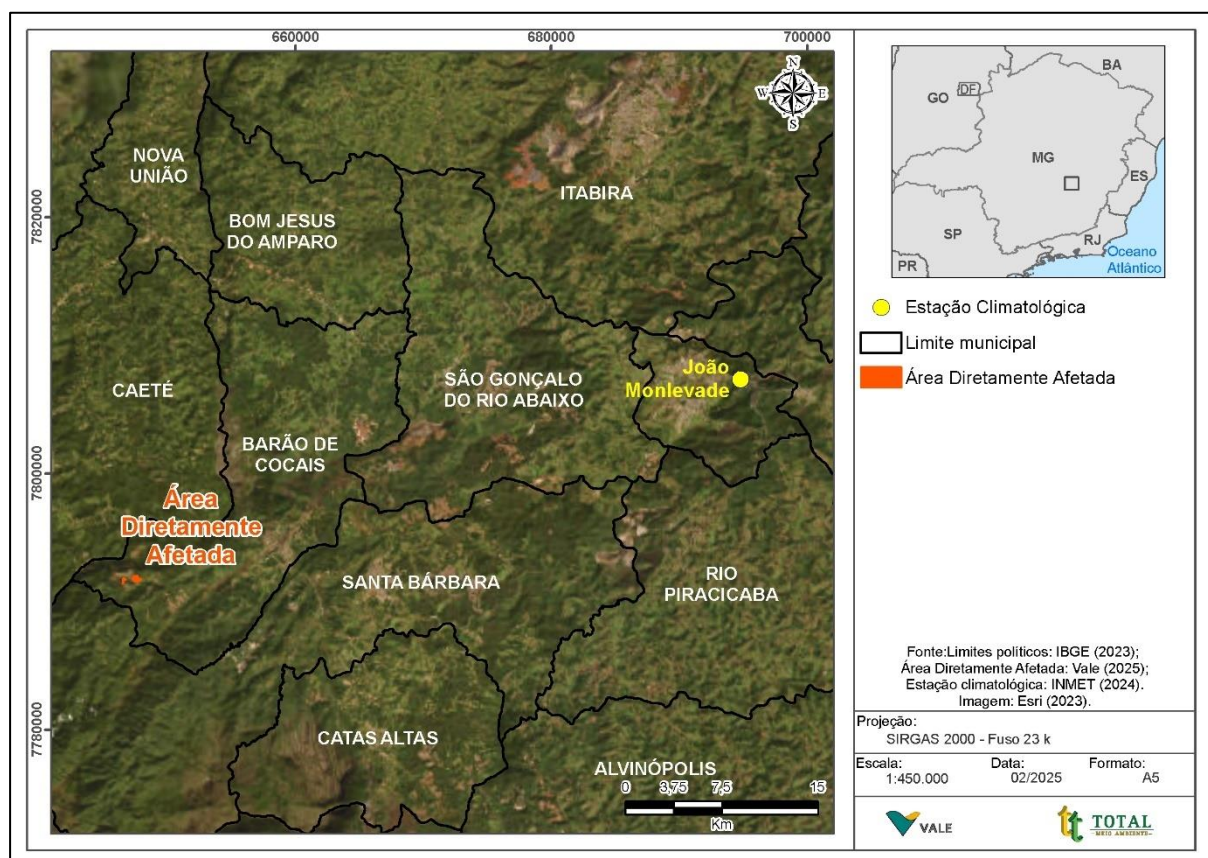 660000
680000
700000
7820000
7800000
7780000
N
W
E
S
NOVA
UNIÃO
BOM JESUS
DO AMPARO
ITABIRA
CAETÉ
SÃO GONÇALO
DO RIO ABAIXO
João
Monlevade
BARÃO DE
COCAIS
Área
Diretamente
Afetada
SANTA BÁRBARA
RIO
PIRACICABA
CATAS ALTAS
ALVINÓPOLIS
0 3,75 7,5 15
Km
BA
GO
DF
MG
ES
SP
RJ
PR
Oceano
Atlântico
Estação Climatológica
Limite municipal
Área Diretamente Afetada
Fonte:Limites políticos: IBGE (2023);
Área Diretamente Afetada: Vale (2025);
Estação climatológica: INMET (2024).
Imagem: Esri (2023).
Projeção:
SIRGAS 2000 - Fuso 23 k
Escala:
1:450.000
Data:
02/2025
Formato:
A5
VALE
tt TOTAL
MEIO AMBIENTE